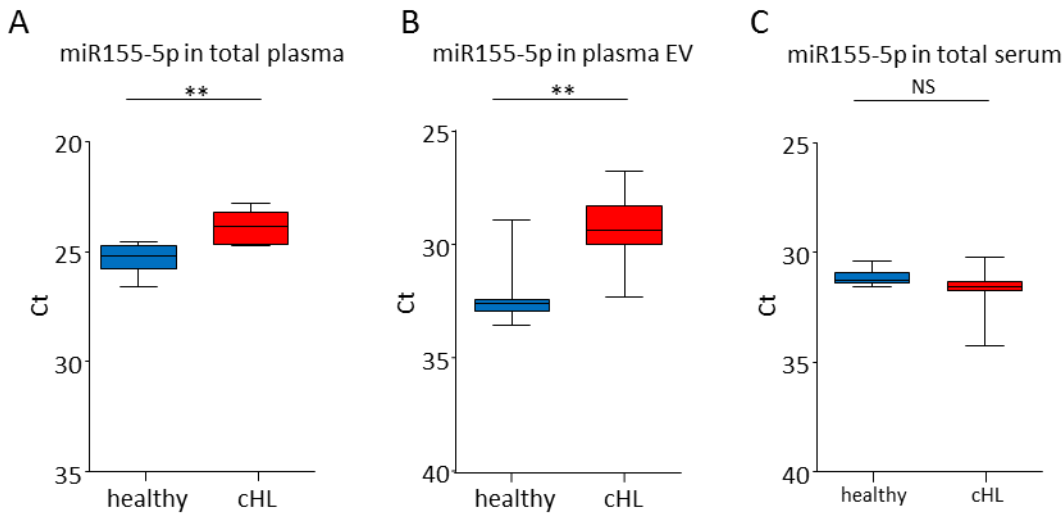 A
miR155-5p in total plasma
**
20
25
30
35
Ct
healthy
cHL
B
miR155-5p in plasma EV
**
25
30
35
40
Ct
healthy
cHL
C
miR155-5p in total serum
NS
25
30
35
40
Ct
healthy
cHL